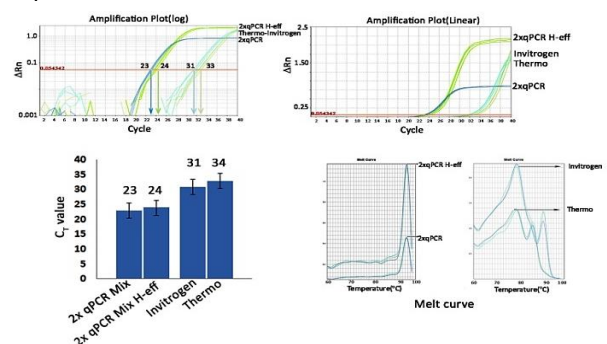 Amplification Plot(log)
2xqPCR H-eff
Thermo-Invitrogen
2xqPCR
1.0
0.1
0.054542
0.001
ΔRn
23 24 31 33
2 4 6 8 10 12 14 16 18 20 22 24 26 28 30 32 34 36 38 40
Cycle
Amplification Plot(Linear)
2.5
1.50
0.25
ΔRn
2xqPCR H-eff
Invitrogen
Thermo
2xqPCR
2 4 6 8 10 12 14 16 18 20 22 24 26 28 30 32 34 36 38 40
Cycle
40
35
30
25
20
15
10
5
0
CT value
23 24 31 34
2x qPCR Mix
2x qPCR Mix H-eff
Invitrogen
Thermo
Melt Curve
2xqPCR H-eff
2xqPCR
60 70 80 90 100
Temperature(°C)
Melt Curve
Invitrogen
Thermo
60 70 80 90 100
Temperature(°C)
Melt curve